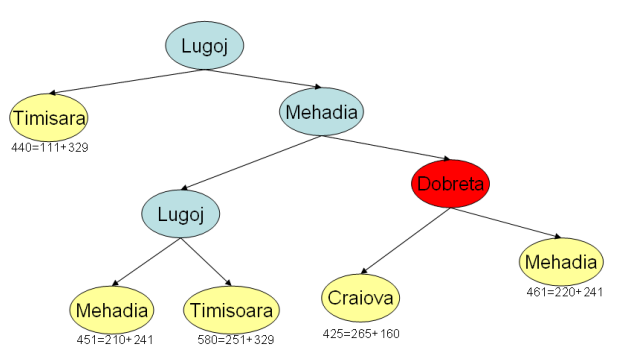 Lugoj
Timisara
440=111+329
Mehadia
Dobreta
Lugoj
Mehadia
461=220+241
Mehadia
451=210+241
Timisoara
580=251+329
Craiova
425=265+160